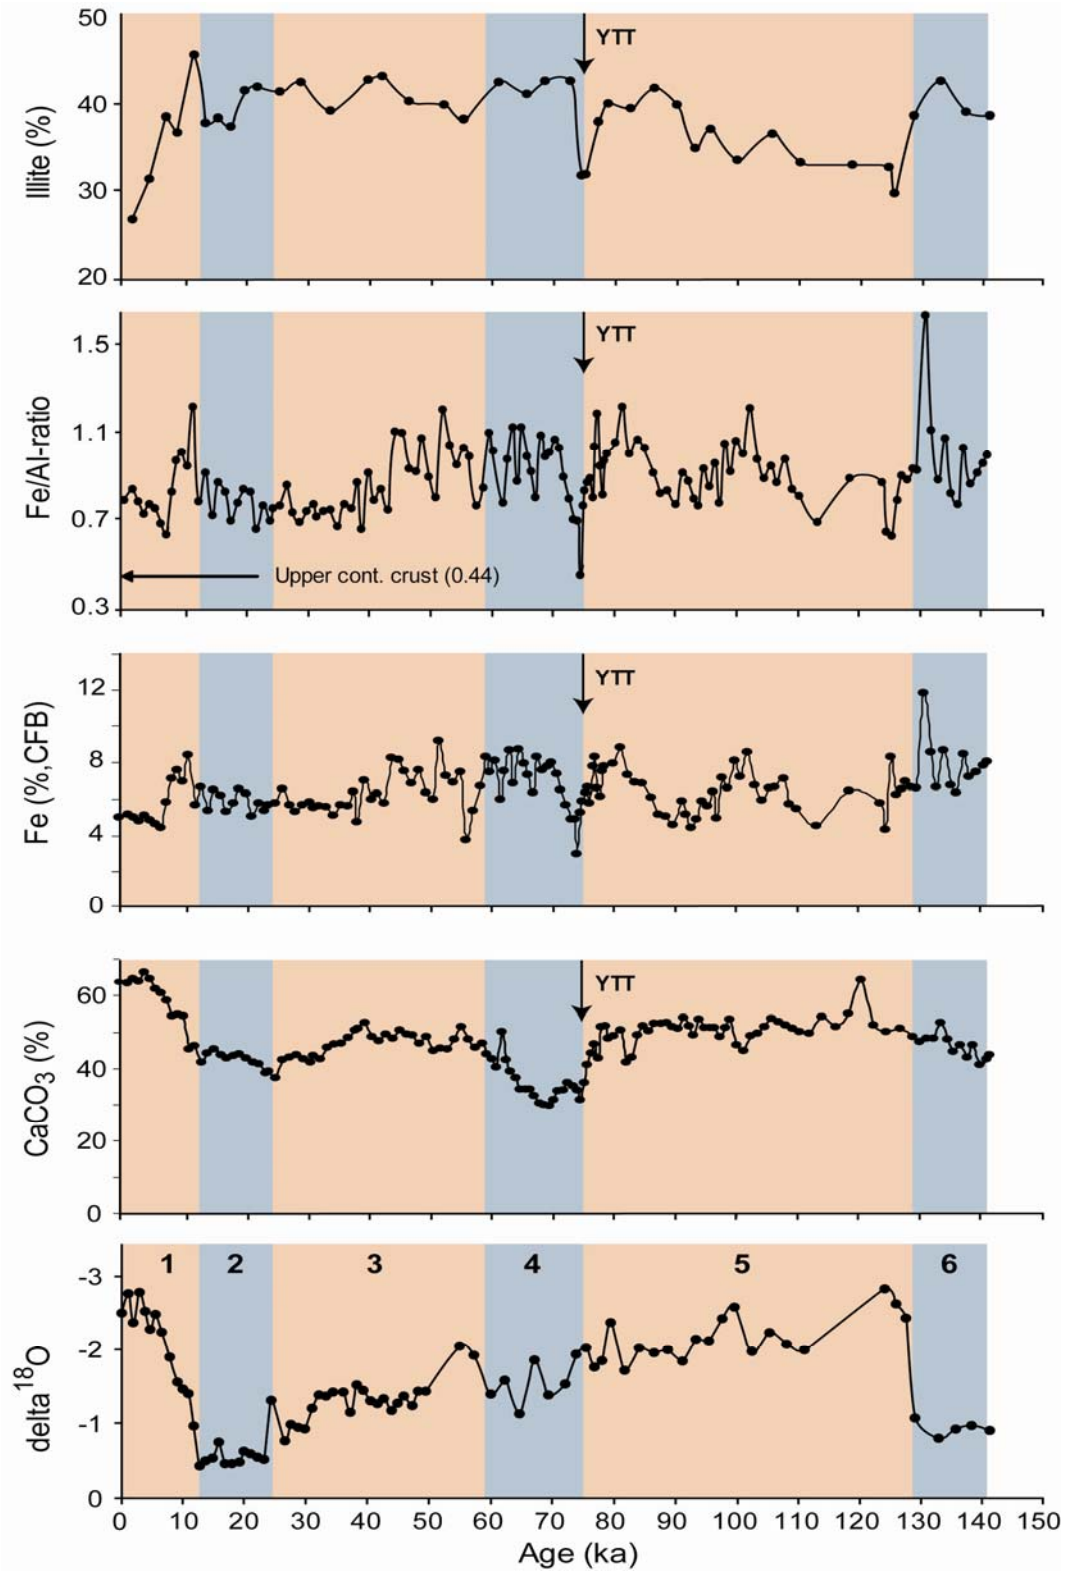 50
40
30
20
Illite (%)
YTT
1.5
1.1
0.7
0.3
Fe/Al-ratio
YTT
Upper cont. crust (0.44)
12
8
4
0
Fe (%,CFB)
YTT
60
40
20
0
CaCO3 (%)
YTT
-3
-2
-1
0
delta18O
1 2 3 4 5 6
0 10 20 30 40 50 60 70 80 90 100 110 120 130 140 150
Age (ka)